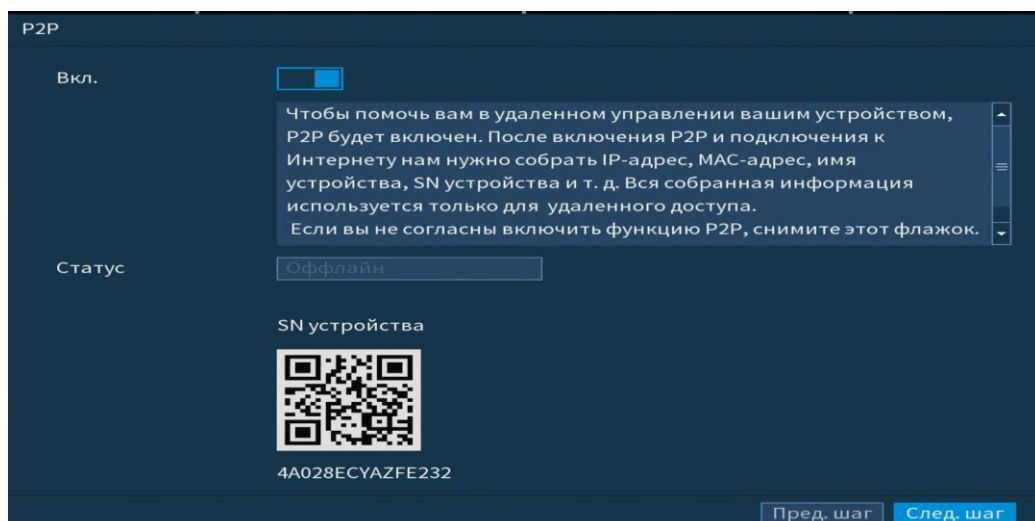 P2P
Вкл.
Чтобы помочь вам в удаленном управлении вашим устройством,
P2P будет включен. После включения P2P и подключения к
Интернету нам нужно собрать IP-адрес, MAC-адрес, имя
устройства, SN устройства и т. д. Вся собранная информация
используется только для удаленного доступа.
Если вы не согласны включить функцию P2P, снимите этот флажок.
Статус
Оффлайн
SN устройства
4A028ECYAZFE232
Пред. шаг
След. шаг